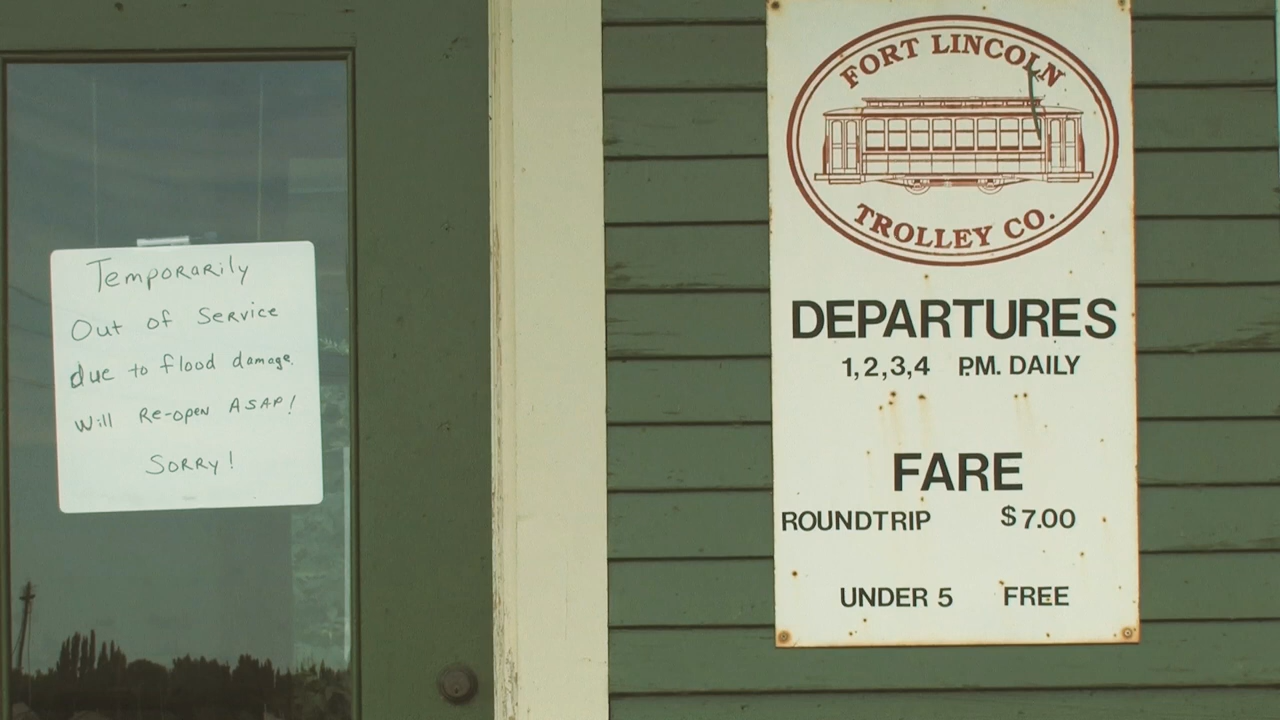 Temporarily
Out of Service
due to flood damage.
Will Re-open ASAP!
Sorry!
FORT LINCOLN
TROLLEY CO.
DEPARTURES
1,2,3,4 P.M. DAILY
FARE
ROUNDTRIP $7.00
UNDER 5 FREE